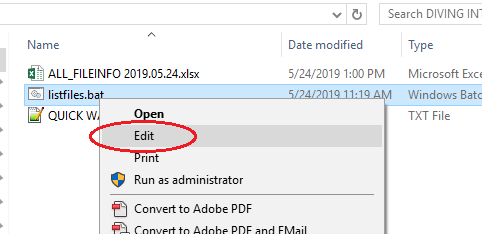 Search DIVING INT
Name Date modified Type
ALL_FILEINFO 2019.05.24.xlsx 5/24/2019 1:00 PM Microsoft Exce
listfiles.bat 5/24/2019 11:19 AM Windows Batc
QUICK WA TXT File
Open
Edit
Print
Run as administrator
Convert to Adobe PDF
Convert to Adobe PDF and EMail